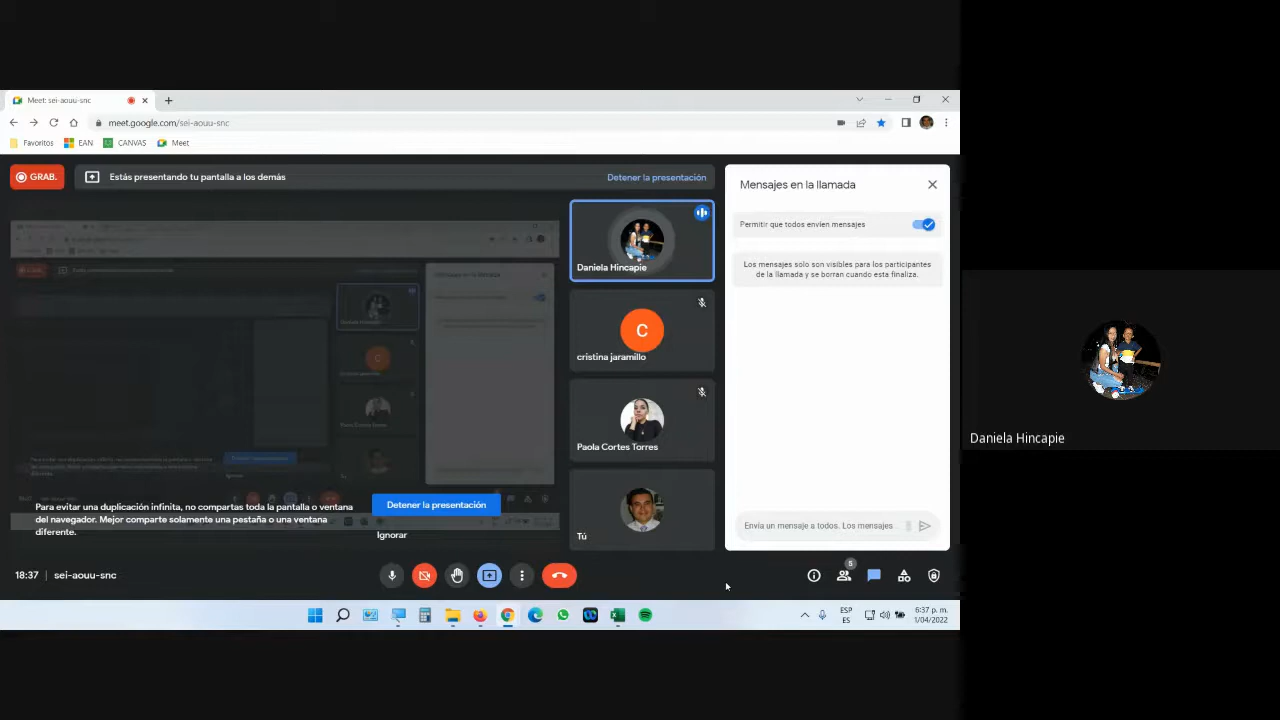 Meet: sei-aouu-snc
meet.google.com/sei-aouu-snc
Favoritos EAN CANVAS Meet
GRAB. Estás presentando tu pantalla a los demás Detener la presentación
Mensajes en la llamada
Permitir que todos envíen mensajes
Los mensajes solo son visibles para los participantes
de la llamada y se borran cuando esta finaliza.
Daniela Hincapie
C
cristina jaramillo
Paola Cortes Torres
Tú
Para evitar una duplicación infinita, no compartas toda la pantalla o ventana
del navegador. Mejor comparte solamente una pestaña o una ventana
diferente.
Detener la presentación
Ignorar
Envía un mensaje a todos. Los mensajes
18:37 | sei-aouu-snc
5
ESP
ES
6:37 p. m.
1/04/2022
Daniela Hincapie